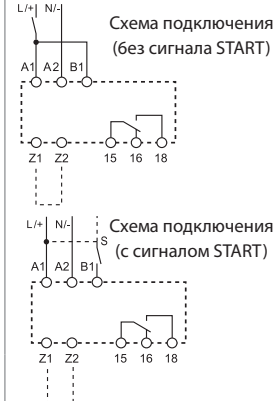 L/+ N/-
Схема подключения
(без сигнала START)
A1 A2 B1
Z1 Z2 15 16 18
Схема подключения
(с сигналом START)
L/+ N/- S
A1 A2 B1
Z1 Z2 15 16 18